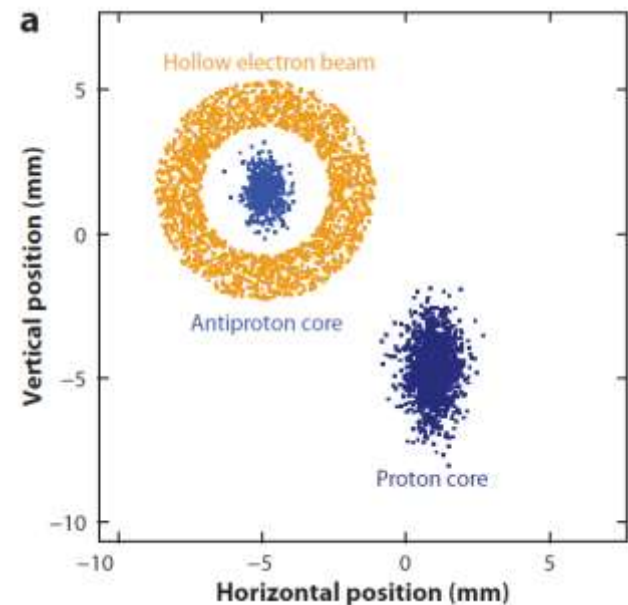 a
Hollow electron beam
5
0
Antiproton core
−5
Proton core
−10
−10
−5
0
5
Vertical position (mm)
Horizontal position (mm)